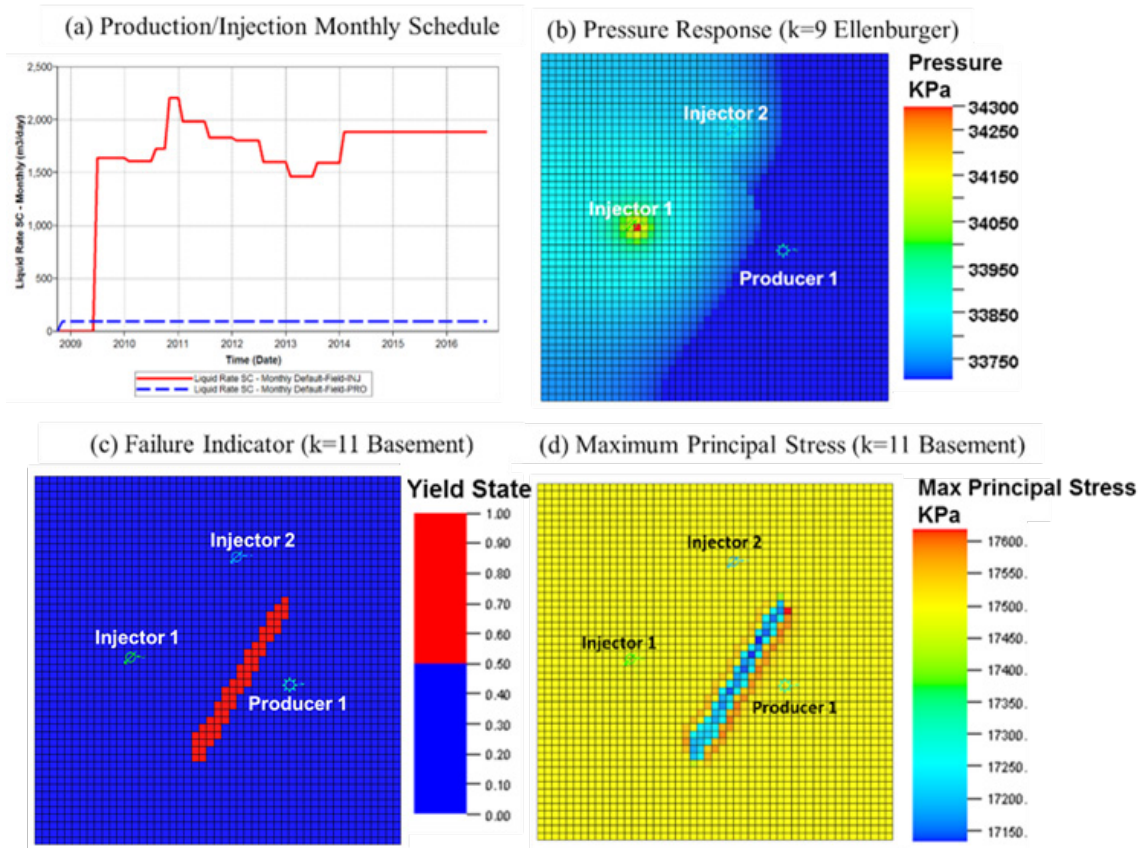 (a) Production/Injection Monthly Schedule
2,500
2,000
1,500
1,000
500
0
Liquid Rate SC - Monthly (m3/day)
2009 2010 2011 2012 2013 2014 2015 2016
Time (Date)
Liquid Rate SC - Monthly Default-Field-INJ
Liquid Rate SC - Monthly Default-Field-PRO
(b) Pressure Response (k=9 Ellenburger)
Injector 2
Injector 1
Producer 1
Pressure
KPa
34300
34250
34150
34050
33950
33850
33750
(c) Failure Indicator (k=11 Basement)
Injector 2
Injector 1
Producer 1
Yield State
1.00
0.90
0.80
0.70
0.60
0.50
0.40
0.30
0.20
0.10
0.00
(d) Maximum Principal Stress (k=11 Basement)
Injector 2
Injector 1
Producer 1
Max Principal Stress
KPa
17600.
17500.
17450.
17400.
17300.
17250.
17200.
17150.